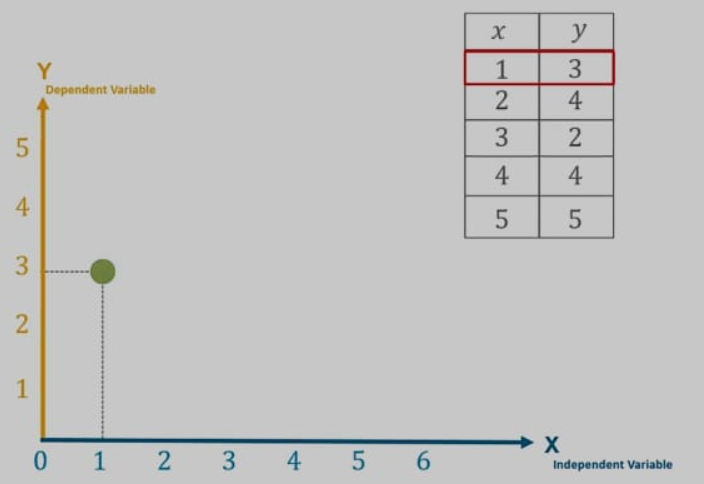 x y
1 3
2 4
3 2
4 4
5 5
Y
Dependent Variable
5
4
3
2
1
0 1 2 3 4 5 6
X
Independent Variable